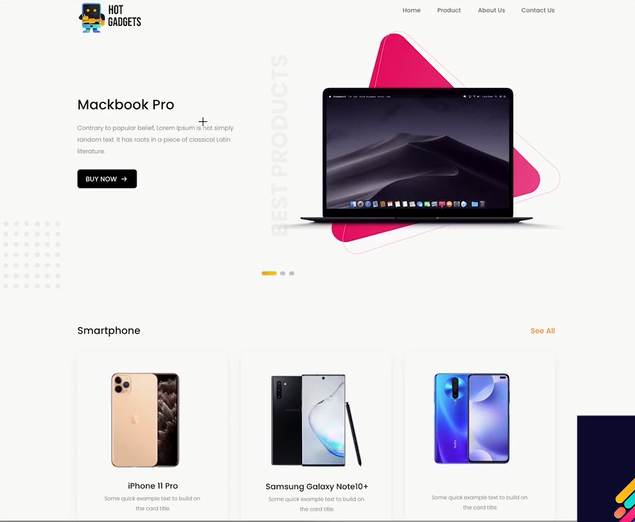 HOT
GADGETS
Home Product About Us Contact Us
BEST PRODUCTS
Mackbook Pro
Contrary to popular belief, Lorem Ipsum is not simply
random text. It has roots in a piece of classical Latin
literature.
BUY NOW →
Smartphone
See All
iPhone 11 Pro
Some quick example text to build on
the card title.
Samsung Galaxy Note10+
Some quick example text to build on
the card title.
Redmi
Some quick example text to build on
the card title.